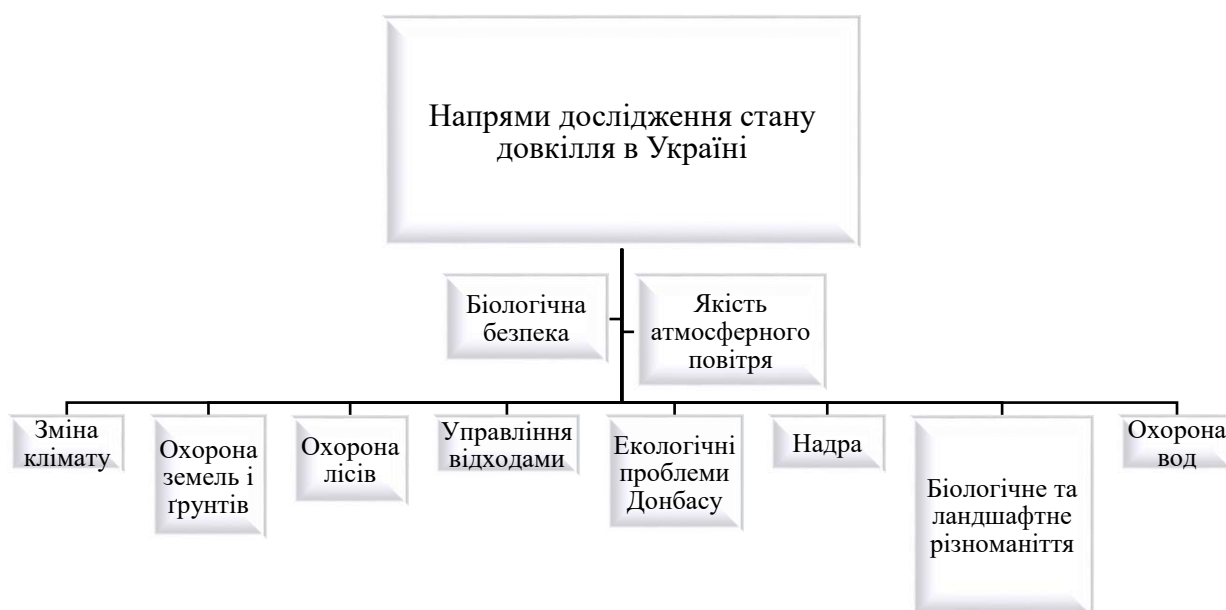 Напрями дослідження стану
довкілля в Україні
Біологічна
безпека
Якість
атмосферного
повітря
Зміна
клімату
Охорона
земель і
ґрунтів
Охорона
лісів
Управління
відходами
Екологічні
проблеми
Донбасу
Надра
Біологічне та
ландшафтне
різноманіття
Охорона
вод